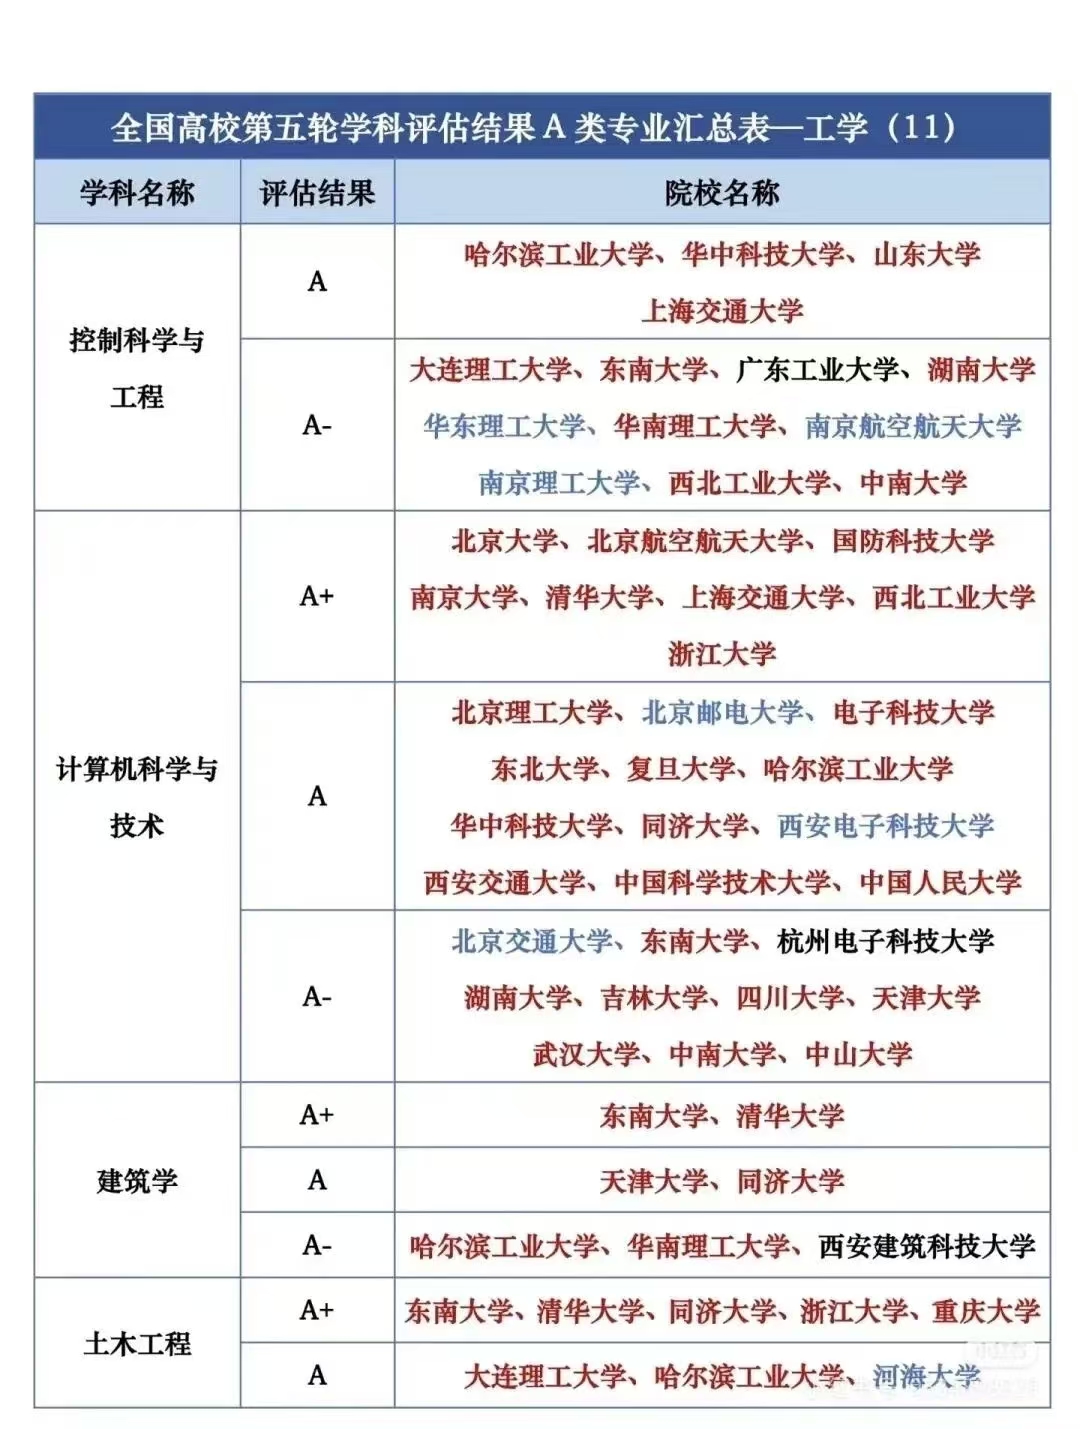 全国高校第五轮学科评估结果 A 类专业汇总表—工学（11）
学科名称 评估结果 院校名称
控制科学与
工程
A
哈尔滨工业大学、华中科技大学、山东大学
上海交通大学
A-
大连理工大学、东南大学、广东工业大学、湖南大学
华东理工大学、华南理工大学、南京航空航天大学
南京理工大学、西北工业大学、中南大学
计算机科学与
技术
A+
北京大学、北京航空航天大学、国防科技大学
南京大学、清华大学、上海交通大学、西北工业大学
浙江大学
A
北京理工大学、北京邮电大学、电子科技大学
东北大学、复旦大学、哈尔滨工业大学
华中科技大学、同济大学、西安电子科技大学
西安交通大学、中国科学技术大学、中国人民大学
A-
北京交通大学、东南大学、杭州电子科技大学
湖南大学、吉林大学、四川大学、天津大学
武汉大学、中南大学、中山大学
建筑学
A+
东南大学、清华大学
A
天津大学、同济大学
A-
哈尔滨工业大学、华南理工大学、西安建筑科技大学
土木工程
A+
东南大学、清华大学、同济大学、浙江大学、重庆大学
A
大连理工大学、哈尔滨工业大学、河海大学
小红书